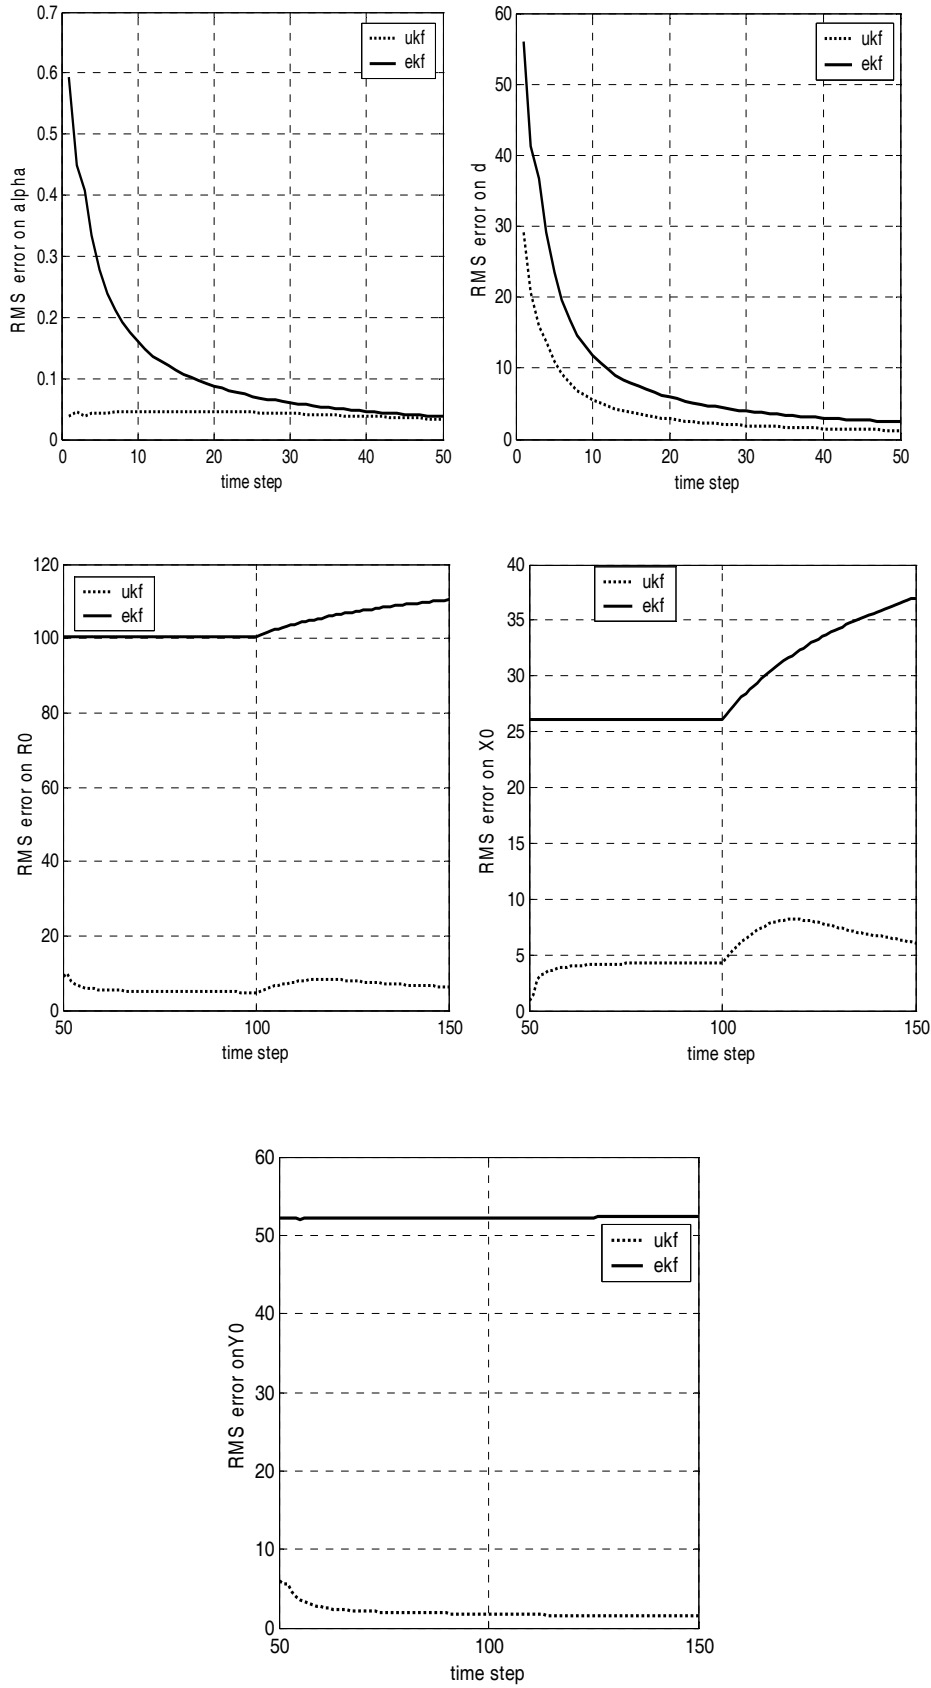 0.7
0.6
0.5
0.4
0.3
0.2
0.1
0
RMS error on alpha
ukf
ekf
0 10 20 30 40 50
time step
60
50
40
30
20
10
0
RMS error on d
ukf
ekf
0 10 20 30 40 50
time step
120
100
80
60
40
20
0
RMS error on R0
ukf
ekf
50 100 150
time step
40
35
30
25
20
15
10
5
0
RMS error on X0
ukf
ekf
50 100 150
time step
60
50
40
30
20
10
0
RMS error onY0
ukf
ekf
50 100 150
time step